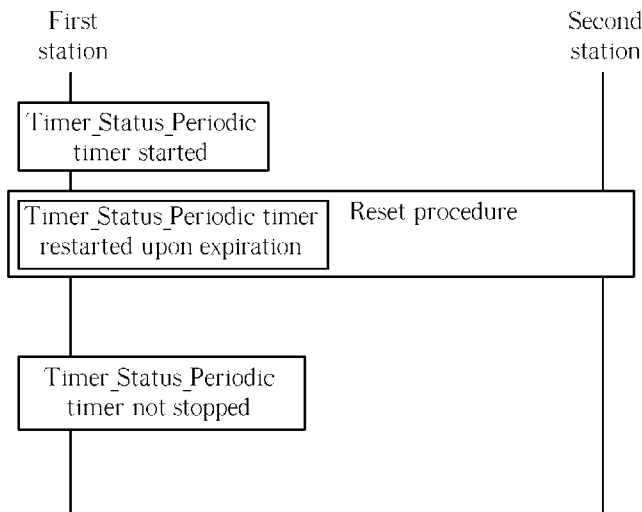 First
station
Second
station
Timer_Status_Periodic
timer started
Timer_Status_Periodic timer
restarted upon expiration
Reset procedure
Timer_Status_Periodic
timer not stopped